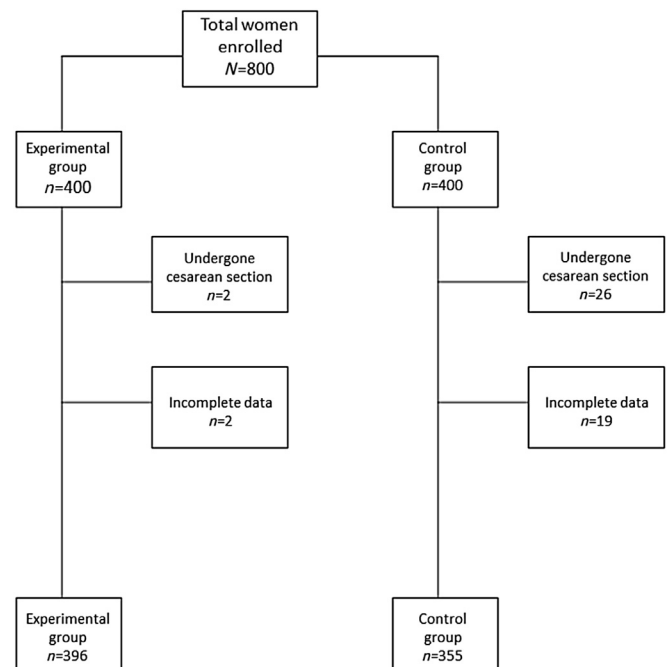 Total women
enrolled
N=800
Experimental
group
n=400
Control
group
n=400
Undergone
cesarean section
n=2
Undergone
cesarean section
n=26
Incomplete data
n=2
Incomplete data
n=19
Experimental
group
n=396
Control
group
n=355